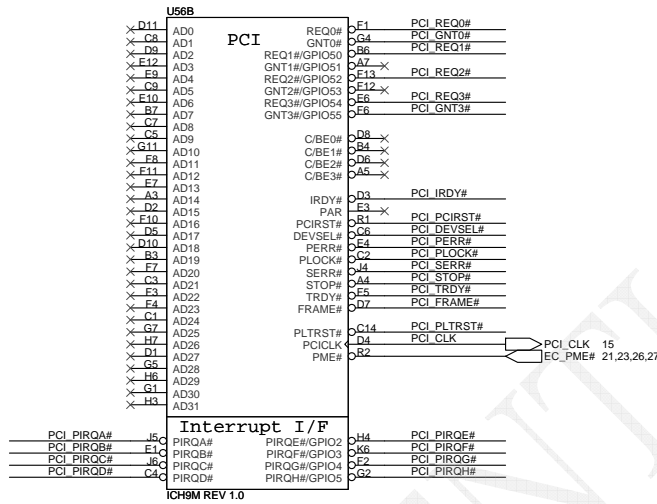 U56B
PCI
D11 AD0 REQ0# F1 PCI_REQ0#
C8 AD1 GNT0# G4 PCI_GNT0#
D9 AD2 REQ1#/GPIO50 B6 PCI_REQ1#
E12 AD3 GNT1#/GPIO51 A7
E9 AD4 REQ2#/GPIO52 F13 PCI_REQ2#
C9 AD5 GNT2#/GPIO53 F12
E10 AD6 REQ3#/GPIO54 E6 PCI_REQ3#
B7 AD7 GNT3#/GPIO55 F6 PCI_GNT3#
C7 AD8
C5 AD9 C/BE0# D8
G11 AD10 C/BE1# B4
F8 AD11 C/BE2# D6
F11 AD12 C/BE3# A5
E7 AD13
A3 AD14 IRDY# D3 PCI_IRDY#
D2 AD15 PAR E3
F10 AD16 PCIRST# R1 PCI_PCIRST#
D5 AD17 DEVSEL# C6 PCI_DEVSEL#
D10 AD18 PERR# E4 PCI_PERR#
B3 AD19 PLOCK# C2 PCI_PLOCK#
F7 AD20 SERR# J4 PCI_SERR#
C3 AD21 STOP# A4 PCI_STOP#
F3 AD22 TRDY# F5 PCI_TRDY#
F4 AD23 FRAME# D7 PCI_FRAME#
C1 AD24
G7 AD25 PLTRST# C14 PCI_PLTRST#
H7 AD26 PCICLK D4 PCI_CLK PCI_CLK 15
D1 AD27 PME# R2 EC_PME# 21,23,26,27
G5 AD28
H6 AD29
G1 AD30
H3 AD31
Interrupt I/F
PCI_PIRQA# J5 PIRQA# PIRQE#/GPIO2 H4 PCI_PIRQE#
PCI_PIRQB# E1 PIRQB# PIRQF#/GPIO3 K6 PCI_PIRQF#
PCI_PIRQC# J6 PIRQC# PIRQG#/GPIO4 F2 PCI_PIRQG#
PCI_PIRQD# C4 PIRQD# PIRQH#/GPIO5 G2 PCI_PIRQH#
ICH9M REV 1.0